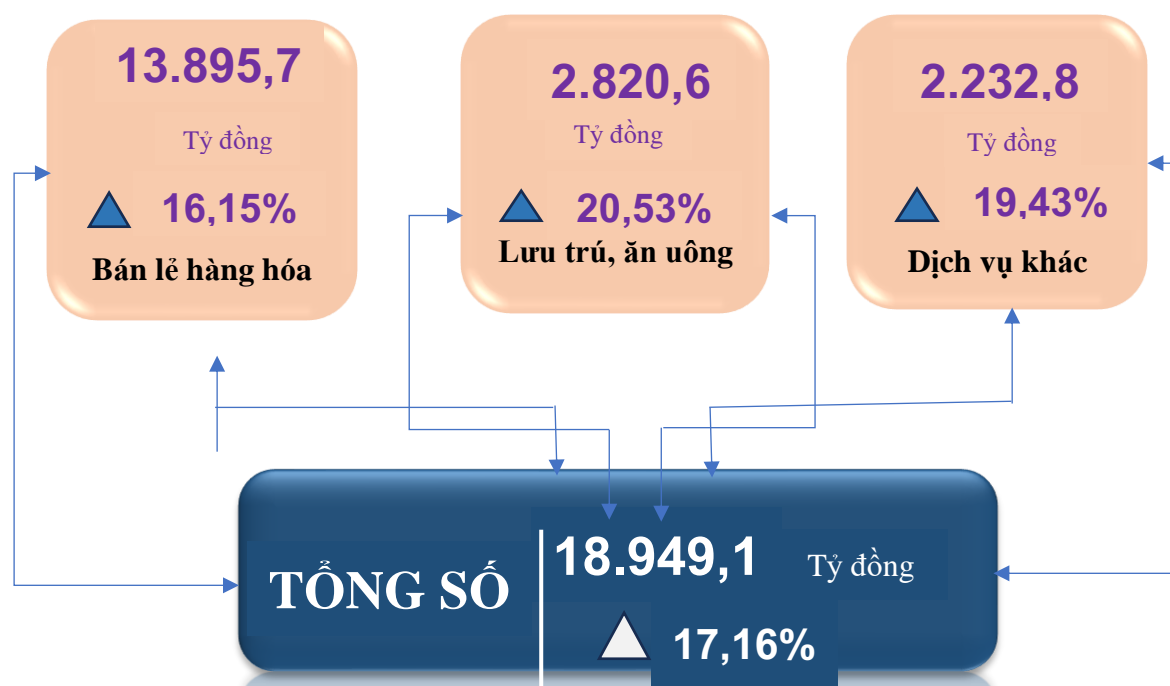 13.895,7
Tỷ đồng
16,15%
Bán lẻ hàng hóa
2.820,6
Tỷ đồng
20,53%
Lưu trú, ăn uông
2.232,8
Tỷ đồng
19,43%
Dịch vụ khác
TỔNG SỐ
18.949,1 Tỷ đồng
17,16%